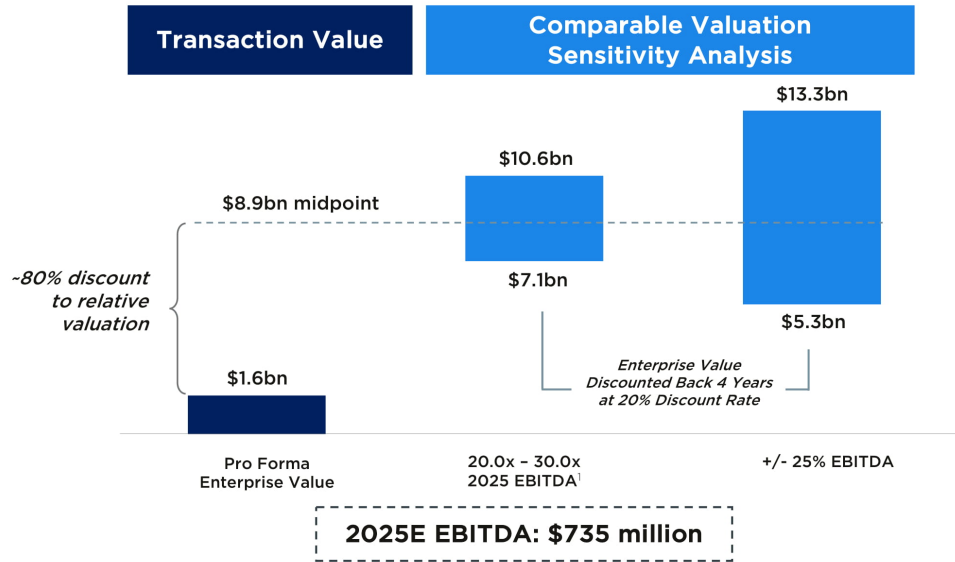 Transaction Value
Comparable Valuation
Sensitivity Analysis
$13.3bn
$10.6bn
$8.9bn midpoint
~80% discount
to relative
valuation
$7.1bn
$5.3bn
$1.6bn
Enterprise Value
Discounted Back 4 Years
at 20% Discount Rate
Pro Forma
Enterprise Value
20.0x – 30.0x
2025 EBITDA¹
+/- 25% EBITDA
2025E EBITDA: $735 million